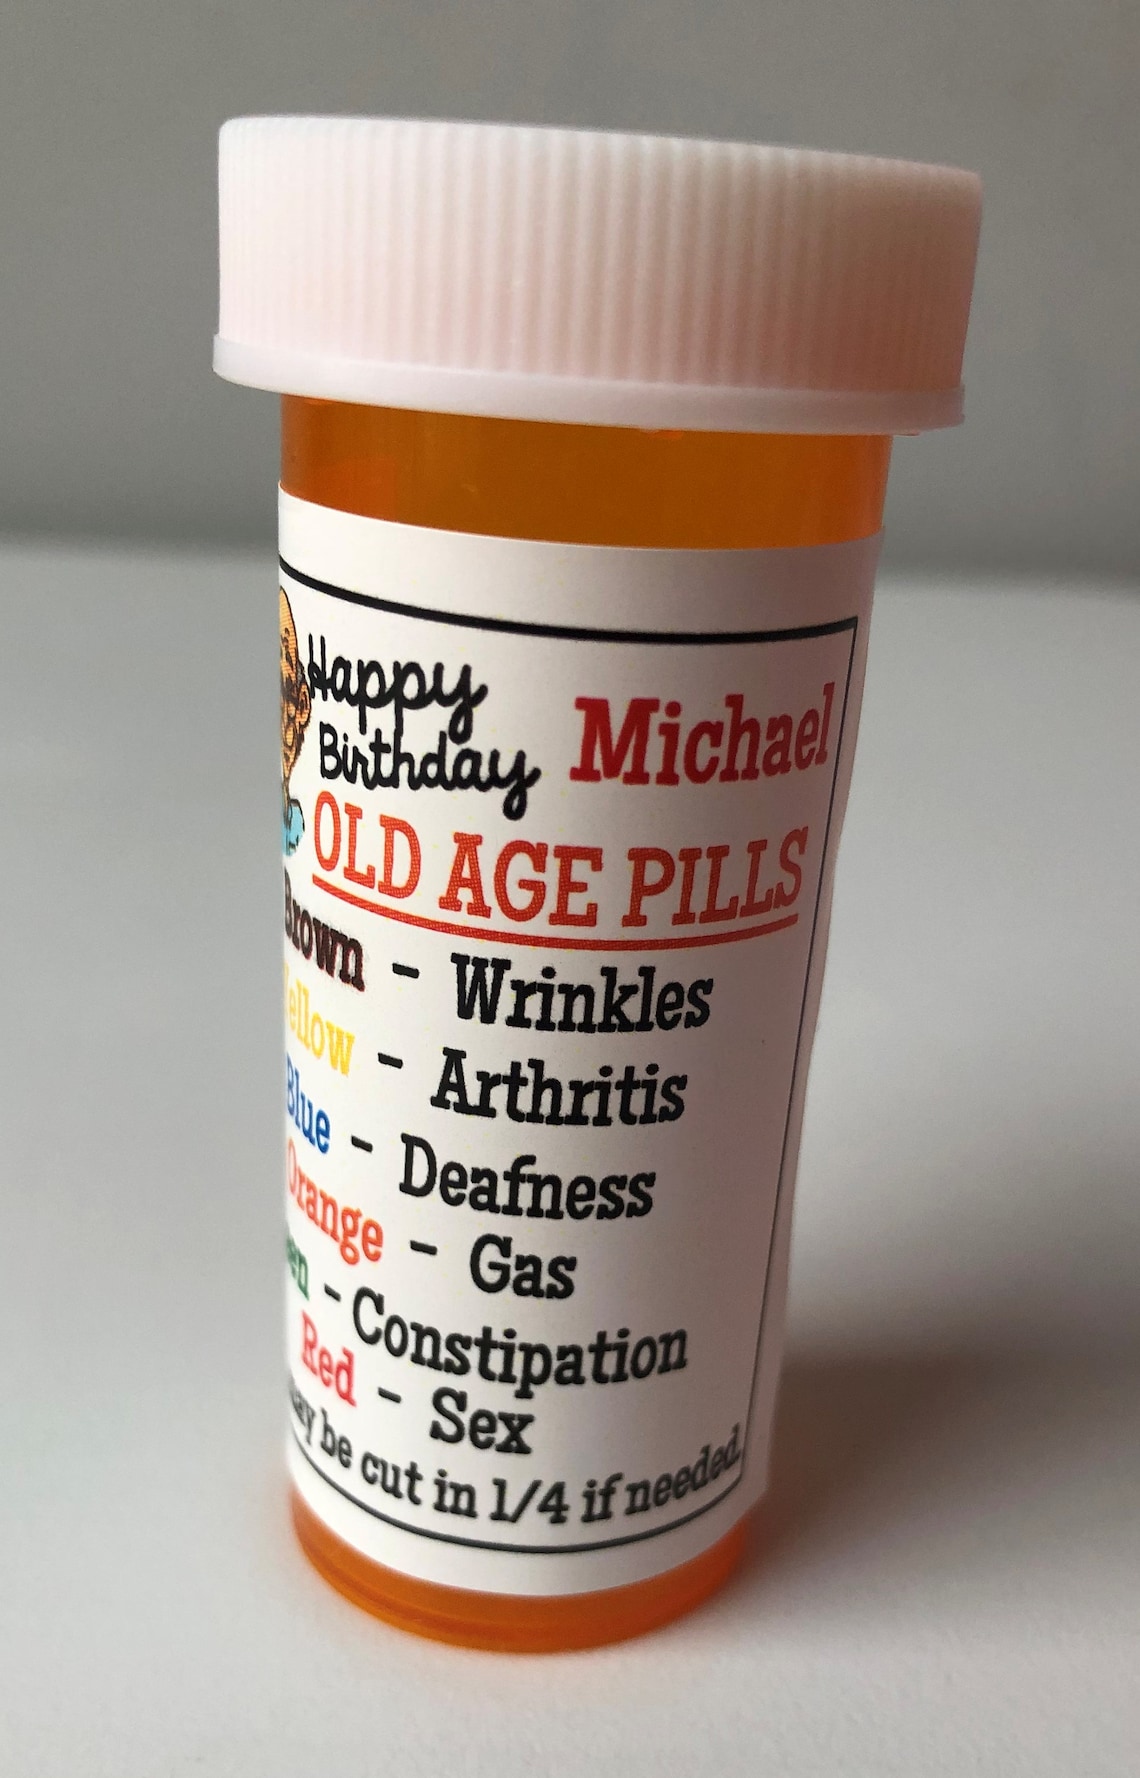 Happy
Birthday Michael
OLD AGE PILLS
Brown - Wrinkles
Yellow - Arthritis
Blue - Deafness
Orange - Gas
- Constipation
Red - Sex
be cut in 1/4 if needed.